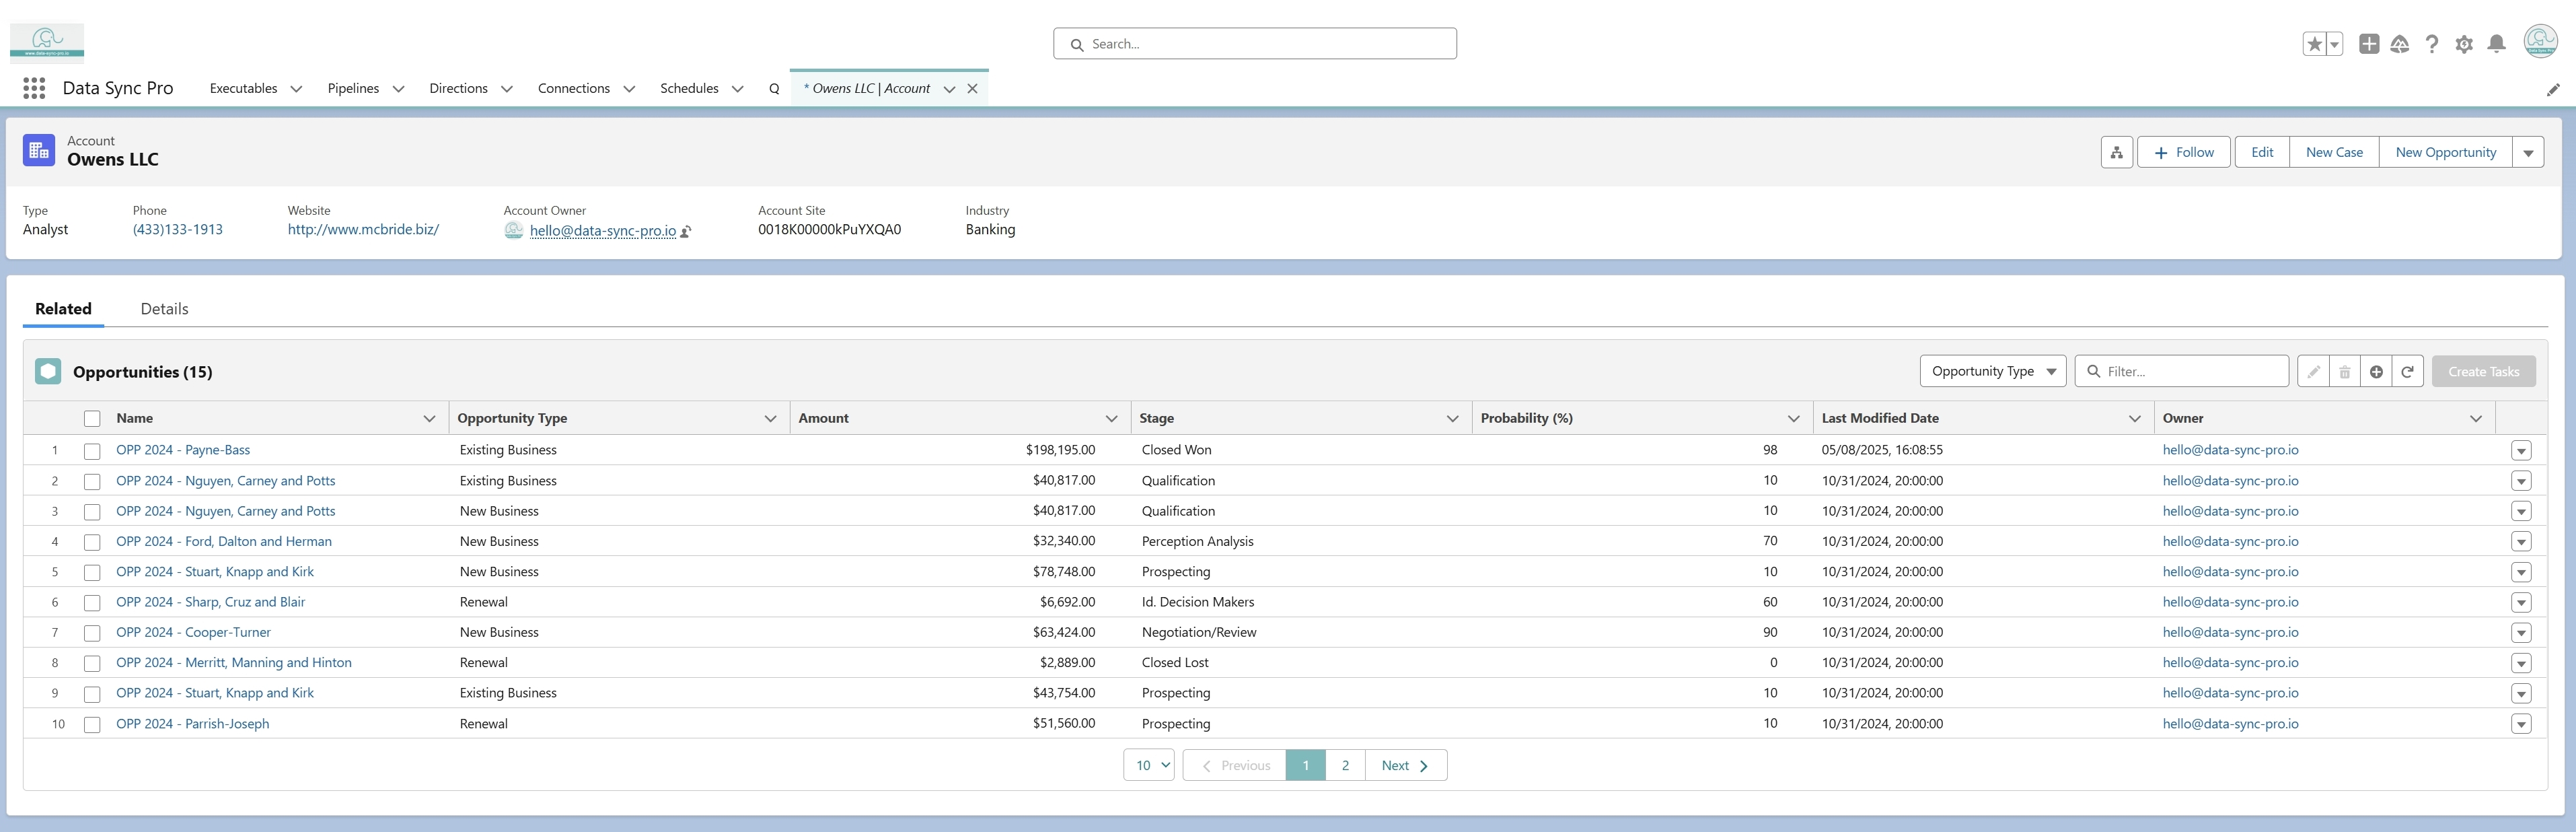 www.data-sync-pro.io
Search...
Data Sync Pro
Executables
Pipelines
Directions
Connections
Schedules
Q
* Owens LLC | Account
Account
Owens LLC
Follow
Edit
New Case
New Opportunity
Type
Phone
Website
Account Owner
Account Site
Industry
Analyst
(433)133-1913
http://www.mcbride.biz/
hello@data-sync-pro.io
0018K00000kPuYXQA0
Banking
Related
Details
Opportunities (15)
Opportunity Type
Filter...
Create Tasks
Name Opportunity Type Amount Stage Probability (%) Last Modified Date Owner
1 OPP 2024 - Payne-Bass Existing Business $198,195.00 Closed Won 98 05/08/2025, 16:08:55 hello@data-sync-pro.io
2 OPP 2024 - Nguyen, Carney and Potts Existing Business $40,817.00 Qualification 10 10/31/2024, 20:00:00 hello@data-sync-pro.io
3 OPP 2024 - Nguyen, Carney and Potts New Business $40,817.00 Qualification 10 10/31/2024, 20:00:00 hello@data-sync-pro.io
4 OPP 2024 - Ford, Dalton and Herman New Business $32,340.00 Perception Analysis 70 10/31/2024, 20:00:00 hello@data-sync-pro.io
5 OPP 2024 - Stuart, Knapp and Kirk New Business $78,748.00 Prospecting 10 10/31/2024, 20:00:00 hello@data-sync-pro.io
6 OPP 2024 - Sharp, Cruz and Blair Renewal $6,692.00 Id. Decision Makers 60 10/31/2024, 20:00:00 hello@data-sync-pro.io
7 OPP 2024 - Cooper-Turner New Business $63,424.00 Negotiation/Review 90 10/31/2024, 20:00:00 hello@data-sync-pro.io
8 OPP 2024 - Merritt, Manning and Hinton Renewal $2,889.00 Closed Lost 0 10/31/2024, 20:00:00 hello@data-sync-pro.io
9 OPP 2024 - Stuart, Knapp and Kirk Existing Business $43,754.00 Prospecting 10 10/31/2024, 20:00:00 hello@data-sync-pro.io
10 OPP 2024 - Parrish-Joseph Renewal $51,560.00 Prospecting 10 10/31/2024, 20:00:00 hello@data-sync-pro.io
10 Previous 1 2 Next